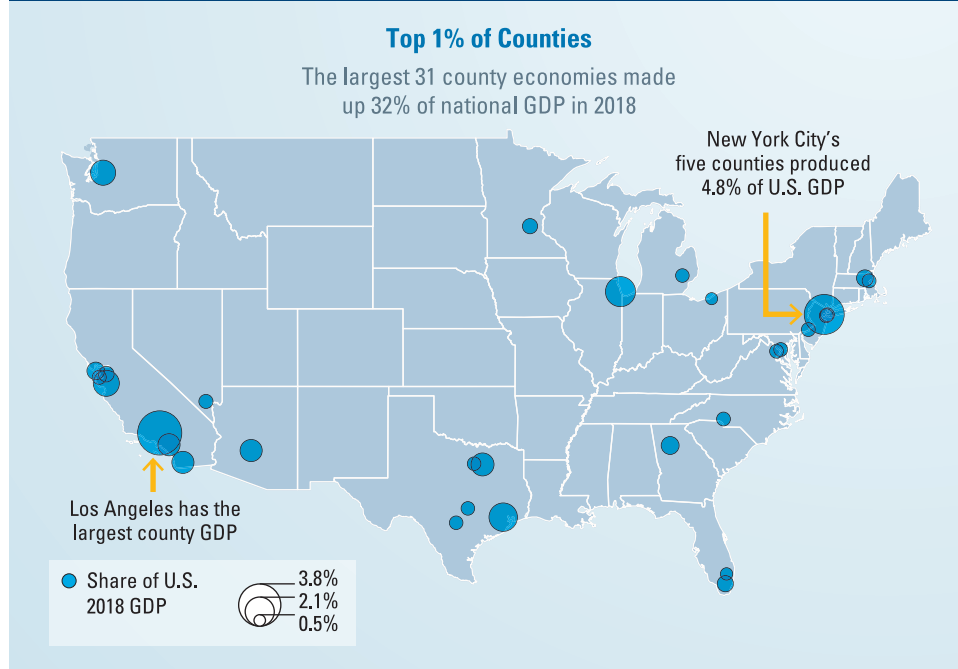 Top 1% of Counties
The largest 31 county economies made
up 32% of national GDP in 2018
New York City’s
five counties produced
4.8% of U.S. GDP
Los Angeles has the
largest county GDP
Share of U.S.
2018 GDP
3.8%
2.1%
0.5%